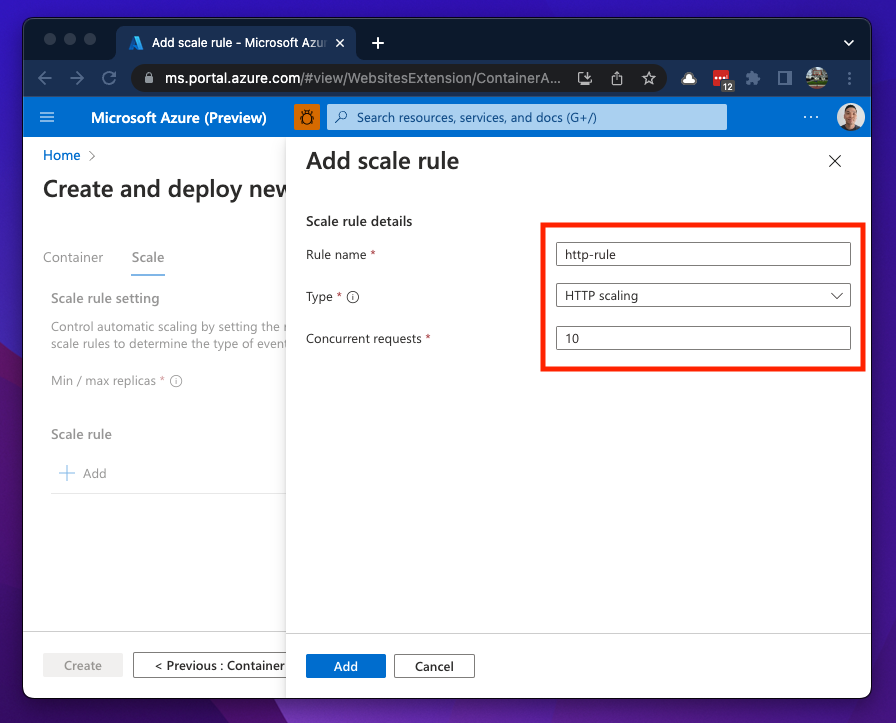 Add scale rule - Microsoft Azur
ms.portal.azure.com/#view/WebsitesExtension/ContainerA...
12
Microsoft Azure (Preview)
Search resources, services, and docs (G+/)
Home
Create and deploy new
Container
Scale
Scale rule setting
Control automatic scaling by setting the
scale rules to determine the type of event
Min / max replicas *
Scale rule
Add
Create
< Previous : Container
Add scale rule
Scale rule details
Rule name *
http-rule
Type *
HTTP scaling
Concurrent requests *
10
Add
Cancel